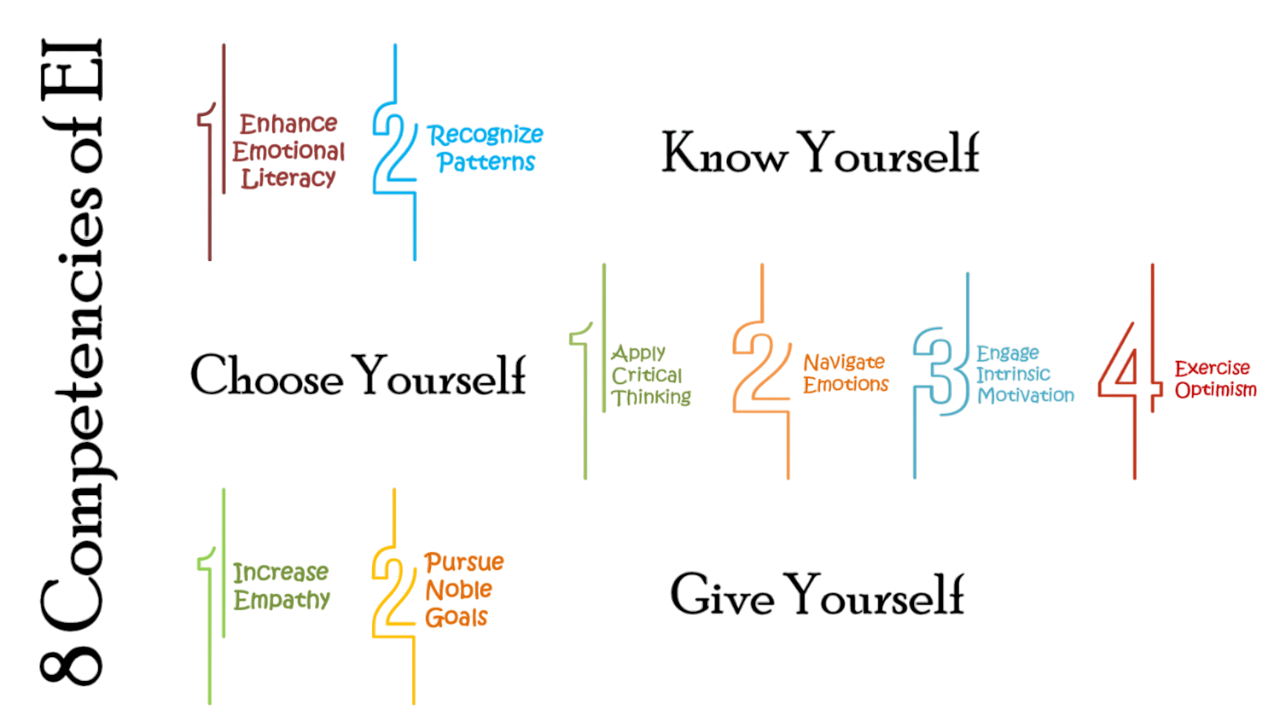 8 Competencies of EI
1
Enhance
Emotional
Literacy
2
Recognize
Patterns
Know Yourself
Choose Yourself
1
Apply
Critical
Thinking
2
Navigate
Emotions
3
Engage
Intrinsic
Motivation
4
Exercise
Optimism
1
Increase
Empathy
2
Pursue
Noble
Goals
Give Yourself